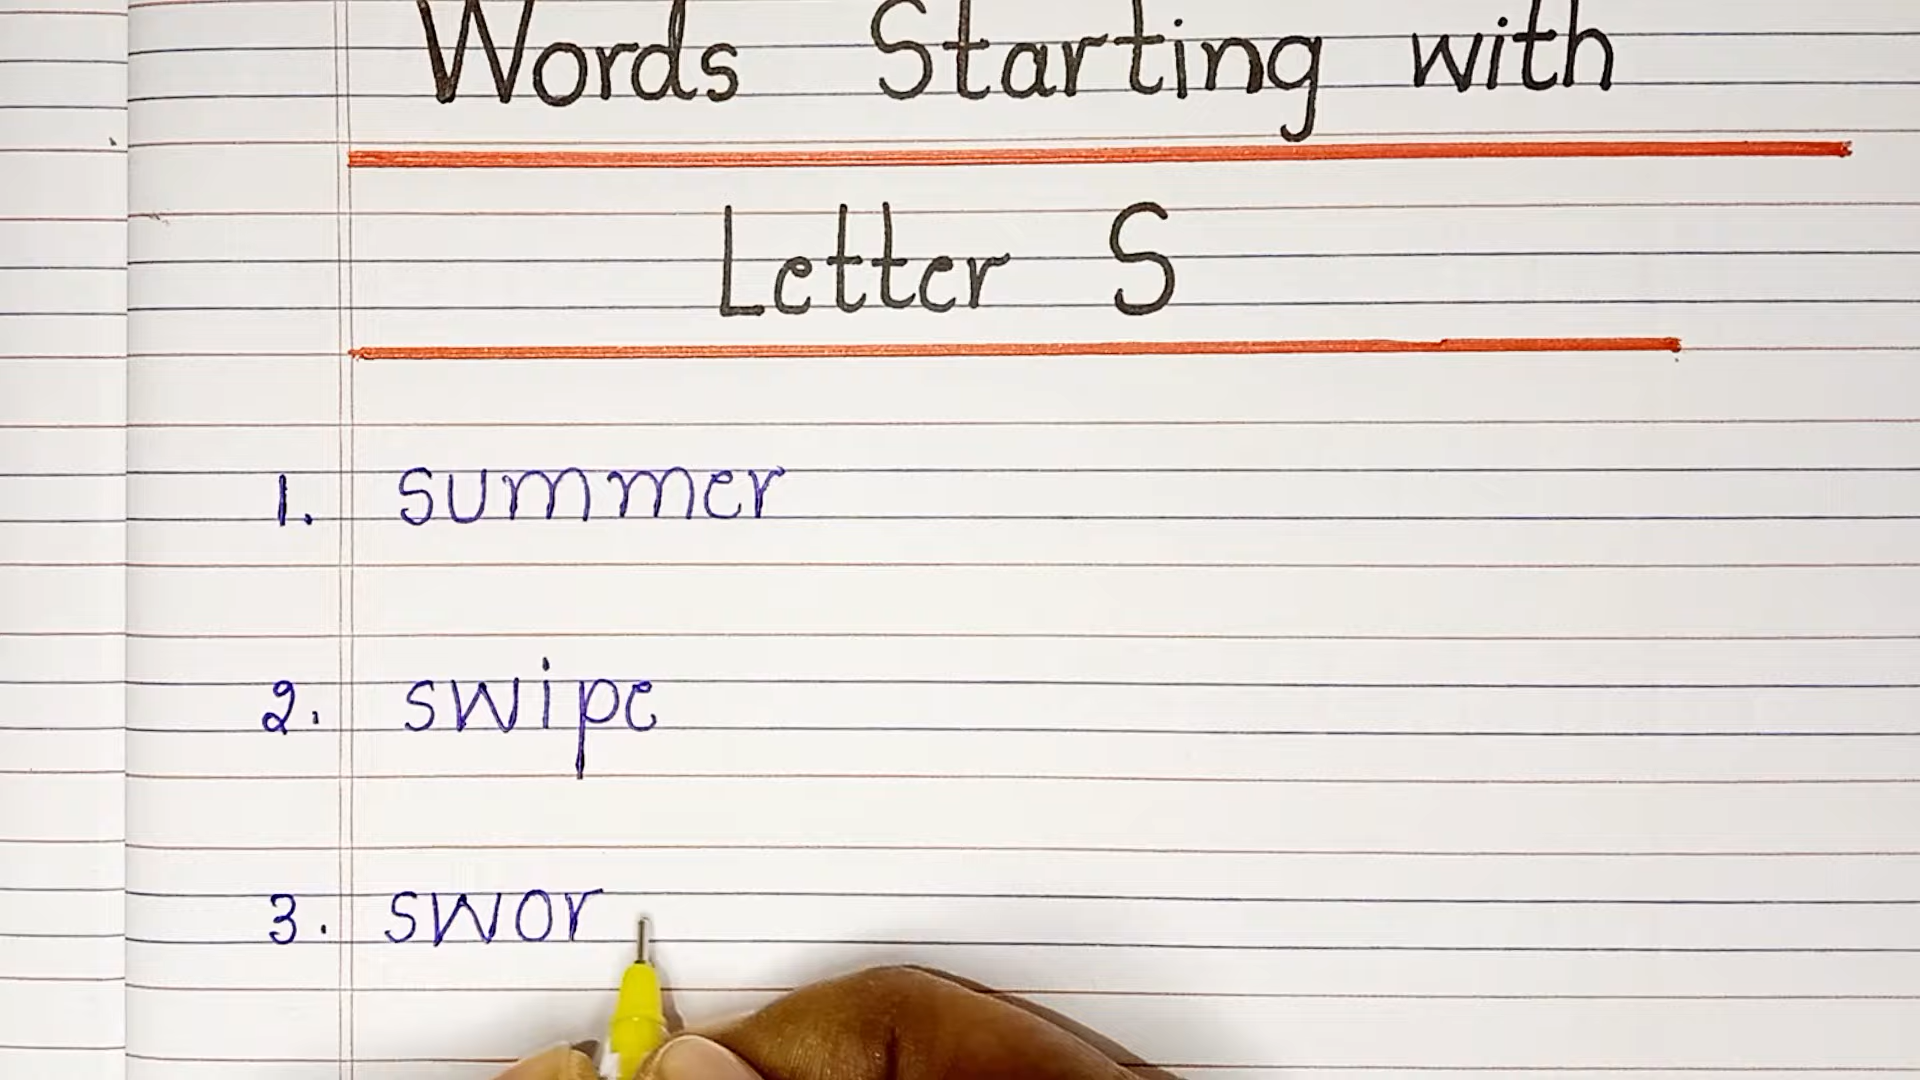 Words Starting with
Letter S
1. summer
2. swipe
3. swor